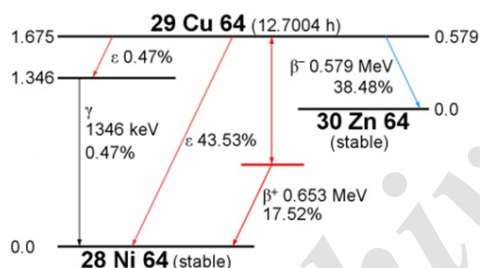 29 Cu 64 (12.7004 h)
1.675
0.579
ε 0.47%
1.346
β⁻ 0.579 MeV
38.48%
0.0
30 Zn 64
(stable)
γ
1346 keV
0.47%
ε 43.53%
β⁺ 0.653 MeV
17.52%
0.0
28 Ni 64 (stable)